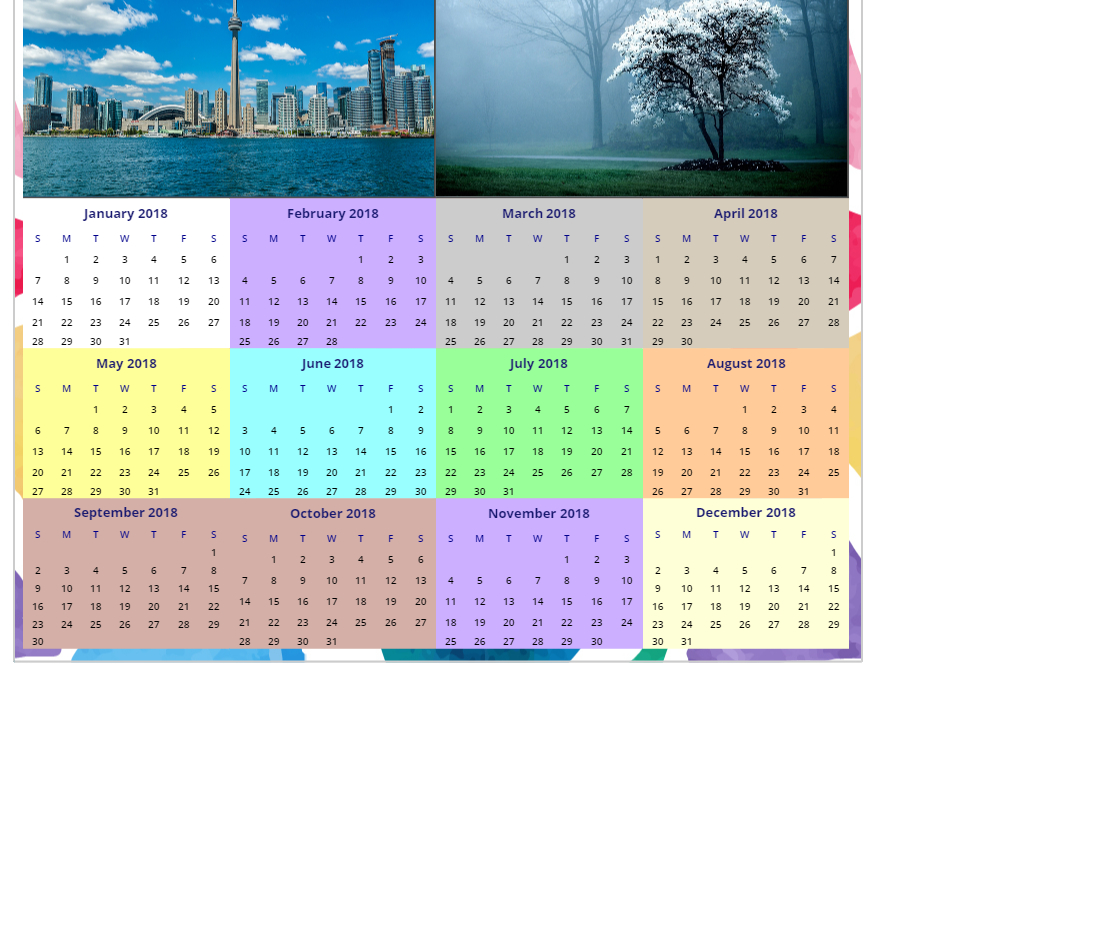 January 2018
S M T W T F S
1 2 3 4 5 6
7 8 9 10 11 12 13
14 15 16 17 18 19 20
21 22 23 24 25 26 27
28 29 30 31
February 2018
S M T W T F S
1 2 3
4 5 6 7 8 9 10
11 12 13 14 15 16 17
18 19 20 21 22 23 24
25 26 27 28
March 2018
S M T W T F S
1 2 3
4 5 6 7 8 9 10
11 12 13 14 15 16 17
18 19 20 21 22 23 24
25 26 27 28 29 30 31
April 2018
S M T W T F S
1 2 3 4 5 6 7
8 9 10 11 12 13 14
15 16 17 18 19 20 21
22 23 24 25 26 27 28
29 30
May 2018
S M T W T F S
1 2 3 4 5
6 7 8 9 10 11 12
13 14 15 16 17 18 19
20 21 22 23 24 25 26
27 28 29 30 31
June 2018
S M T W T F S
1 2
3 4 5 6 7 8 9
10 11 12 13 14 15 16
17 18 19 20 21 22 23
24 25 26 27 28 29 30
July 2018
S M T W T F S
1 2 3 4 5 6 7
8 9 10 11 12 13 14
15 16 17 18 19 20 21
22 23 24 25 26 27 28
29 30 31
August 2018
S M T W T F S
1 2 3 4
5 6 7 8 9 10 11
12 13 14 15 16 17 18
19 20 21 22 23 24 25
26 27 28 29 30 31
September 2018
S M T W T F S
1
2 3 4 5 6 7 8
9 10 11 12 13 14 15
16 17 18 19 20 21 22
23 24 25 26 27 28 29
30
October 2018
S M T W T F S
1 2 3 4 5 6
7 8 9 10 11 12 13
14 15 16 17 18 19 20
21 22 23 24 25 26 27
28 29 30 31
November 2018
S M T W T F S
1 2 3
4 5 6 7 8 9 10
11 12 13 14 15 16 17
18 19 20 21 22 23 24
25 26 27 28 29 30
December 2018
S M T W T F S
1
2 3 4 5 6 7 8
9 10 11 12 13 14 15
16 17 18 19 20 21 22
23 24 25 26 27 28 29
30 31